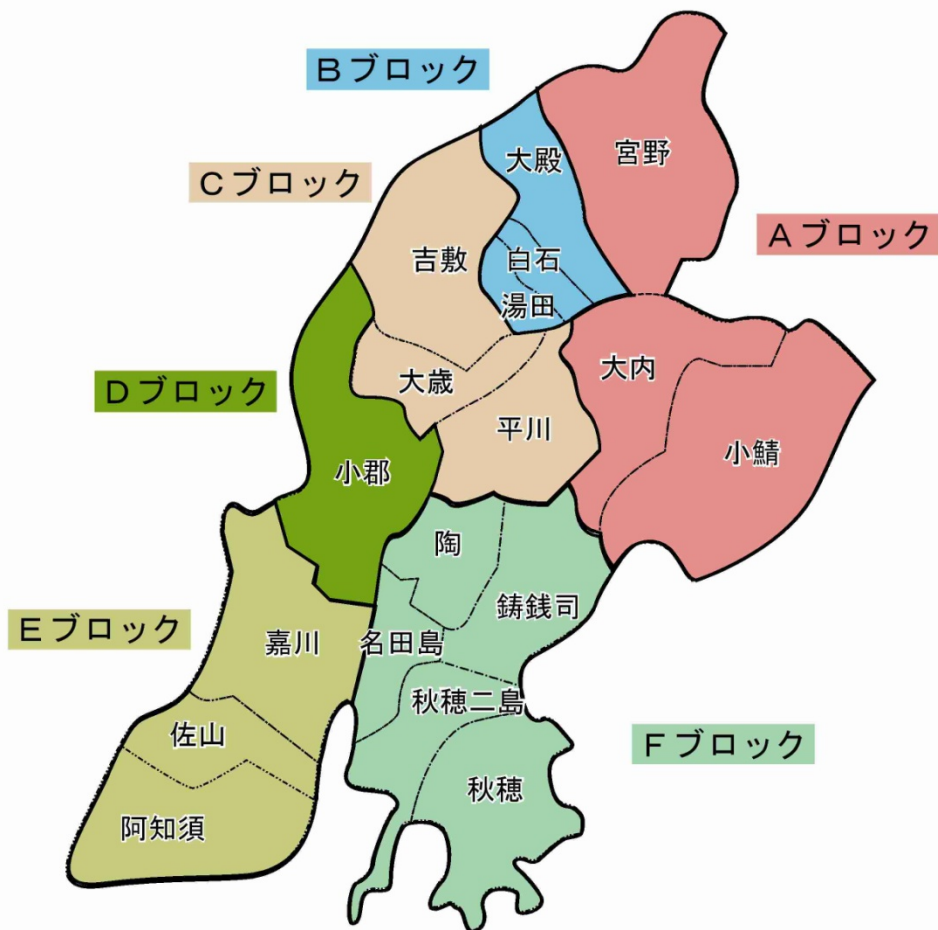 Bブロック
大殿
宮野
Cブロック
Aブロック
吉敷
白石
湯田
大内
大歳
Dブロック
平川
小鯖
小郡
陶
鋳銭司
Eブロック
嘉川
名田島
秋穂二島
佐山
Fブロック
秋穂
阿知須